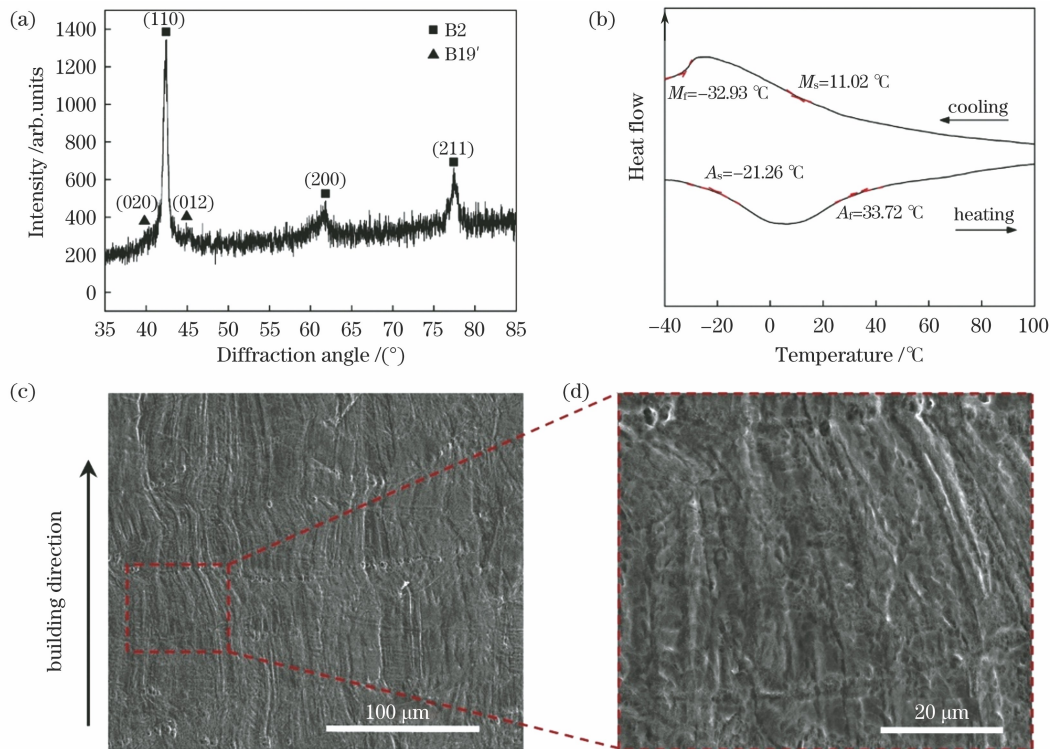 (a)
(110)
■ B2
▲ B19′
(020)
(012)
(200)
(211)
1400
1200
1000
800
600
400
200
0
Intensity /arb.units
35 40 45 50 55 60 65 70 75 80 85
Diffraction angle /(°)
(b)
Mf=−32.93 ℃
Ms=11.02 ℃
cooling
As=−21.26 ℃
Af=33.72 ℃
heating
Heat flow
−40 −20 0 20 40 60 80 100
Temperature /℃
(c)
building direction
100 μm
(d)
20 μm